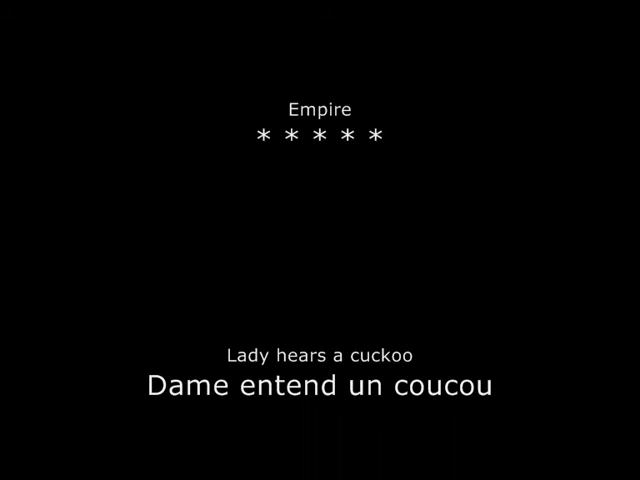 Empire
* * * * *
Lady hears a cuckoo
Dame entend un coucou